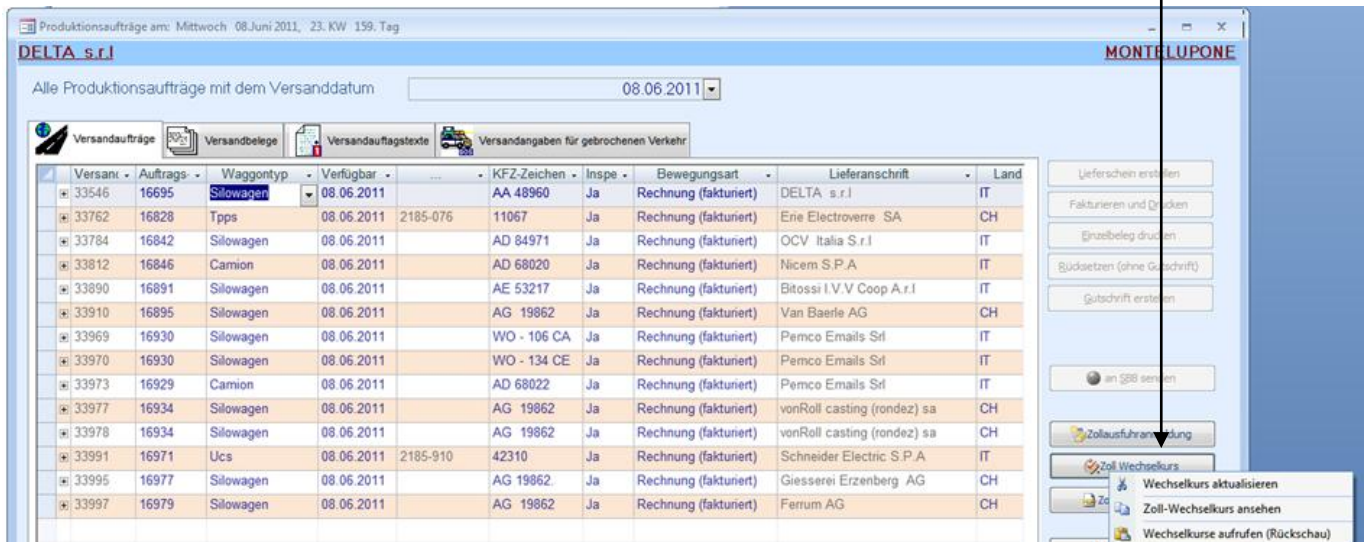 Produktionsaufträge am: Mittwoch 08.Juni 2011, 23. KW 159. Tag
DELTA s.r.l MONTELUPONE
Alle Produktionsaufträge mit dem Versanddatum 08.06.2011
Versandaufträge Versandbelege Versandauftagstexte Versandangaben für gebrochenen Verkehr
Versanc Auftrags- Waggontyp Verfügbar ... KFZ-Zeichen Inspe Bewegungsart Lieferanschrift Land
33546 16695 Silowagen 08.06.2011 AA 48960 Ja Rechnung (fakturiert) DELTA s.r.l IT
33762 16828 Tpps 08.06.2011 2185-076 11067 Ja Rechnung (fakturiert) Erie Electroverre SA CH
33784 16842 Silowagen 08.06.2011 AD 84971 Ja Rechnung (fakturiert) OCV Italia S.r.l IT
33812 16846 Camion 08.06.2011 AD 68020 Ja Rechnung (fakturiert) Nicem S.P.A IT
33890 16891 Silowagen 08.06.2011 AE 53217 Ja Rechnung (fakturiert) Bitossi I.V.V Coop A.r.l IT
33910 16895 Silowagen 08.06.2011 AG 19862 Ja Rechnung (fakturiert) Van Baerle AG CH
33969 16930 Silowagen 08.06.2011 WO - 106 CA Ja Rechnung (fakturiert) Pemco Emails Srl IT
33970 16930 Silowagen 08.06.2011 WO - 134 CE Ja Rechnung (fakturiert) Pemco Emails Srl IT
33973 16929 Camion 08.06.2011 AD 68022 Ja Rechnung (fakturiert) Pemco Emails Srl IT
33977 16934 Silowagen 08.06.2011 AG 19862 Ja Rechnung (fakturiert) vonRoll casting (rondez) sa CH
33978 16934 Silowagen 08.06.2011 AG 19862 Ja Rechnung (fakturiert) vonRoll casting (rondez) sa CH
33991 16971 Ucs 08.06.2011 2185-910 42310 Ja Rechnung (fakturiert) Schneider Electric S.P.A IT
33995 16977 Silowagen 08.06.2011 AG 19862. Ja Rechnung (fakturiert) Giesserei Erzenberg AG CH
33997 16979 Silowagen 08.06.2011 AG 19862 Ja Rechnung (fakturiert) Ferrum AG CH
Lieferschein erstellen
Fakturieren und Drucken
Einzelbeleg drucken
Rücksetzen (ohne Gutschrift)
Gutschrift erstellen
an SBB senden
Zollausfuhranmeldung
Zoll Wechselkurs
Wechselkurs aktualisieren
Zoll-Wechselkurs ansehen
Wechselkurse aufrufen (Rückschau)